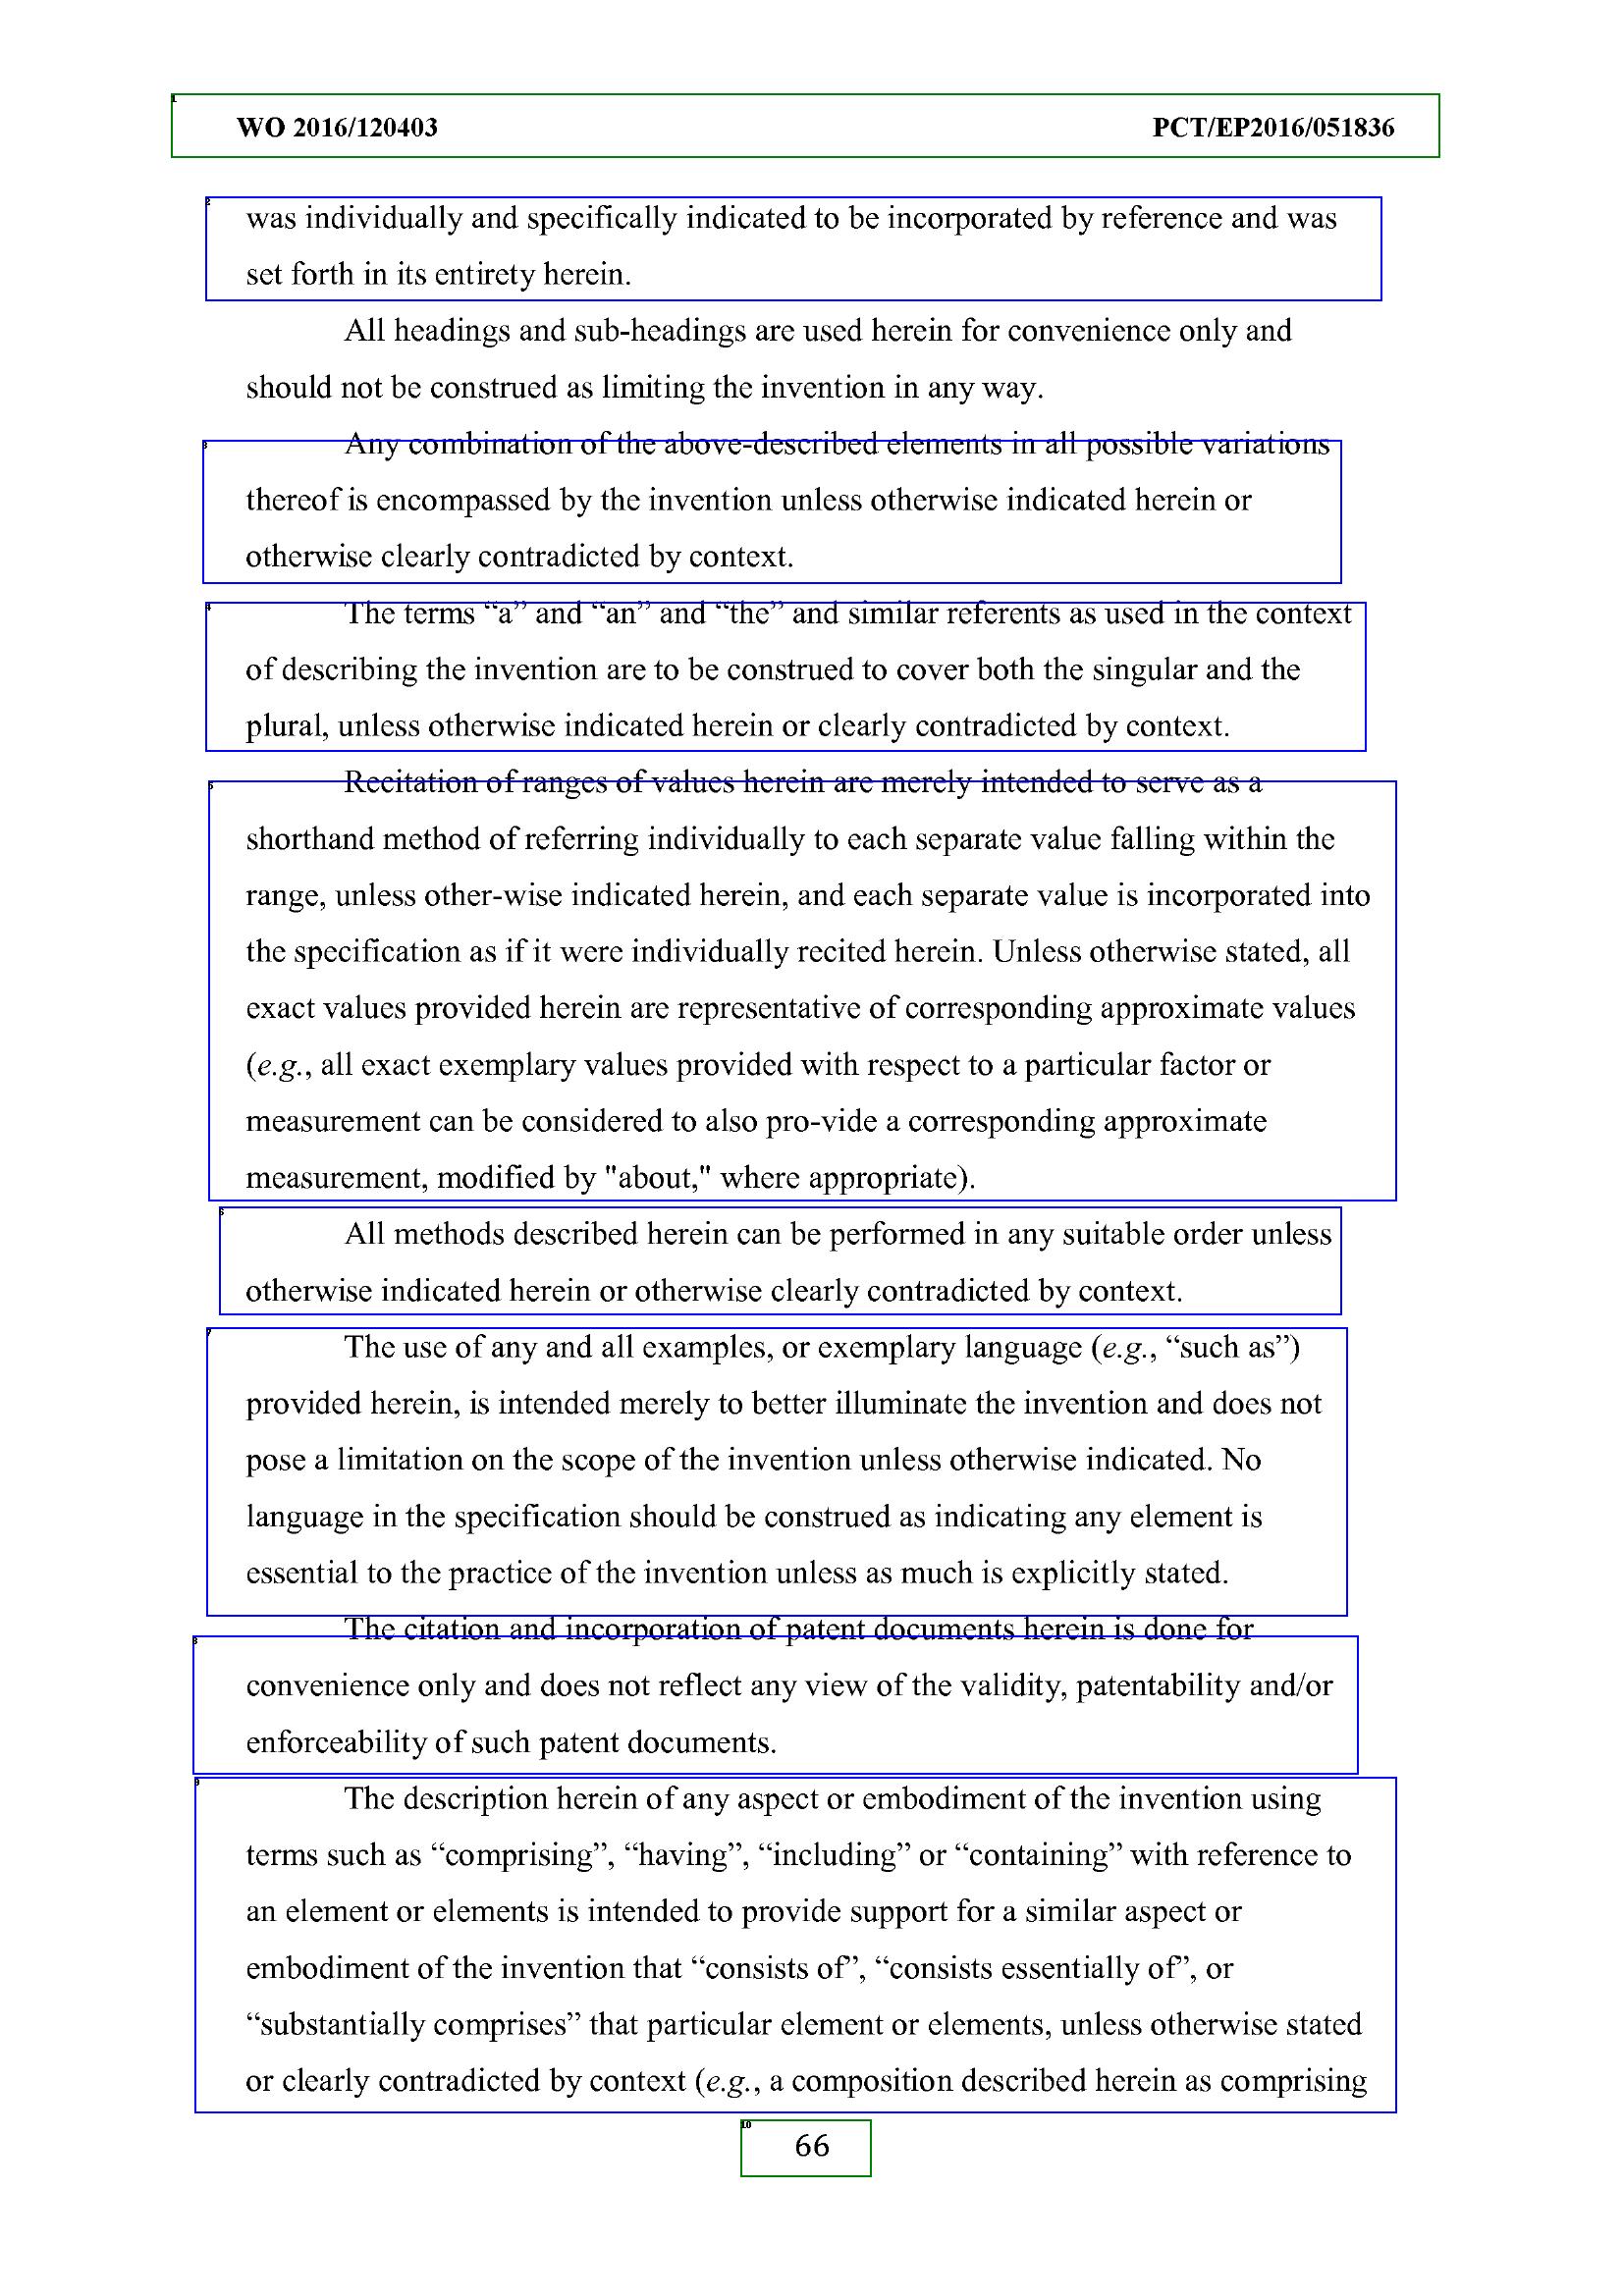 WO 2016/120403 PCT/EP2016/051836
was individually and specifically indicated to be incorporated by reference and was
set forth in its entirety herein.
All headings and sub-headings are used herein for convenience only and
should not be construed as limiting the invention in any way.
Any combination of the above-described elements in all possible variations
thereof is encompassed by the invention unless otherwise indicated herein or
otherwise clearly contradicted by context.
The terms “a” and “an” and “the” and similar referents as used in the context
of describing the invention are to be construed to cover both the singular and the
plural, unless otherwise indicated herein or clearly contradicted by context.
Recitation of ranges of values herein are merely intended to serve as a
shorthand method of referring individually to each separate value falling within the
range, unless other-wise indicated herein, and each separate value is incorporated into
the specification as if it were individually recited herein. Unless otherwise stated, all
exact values provided herein are representative of corresponding approximate values
(e.g., all exact exemplary values provided with respect to a particular factor or
measurement can be considered to also pro-vide a corresponding approximate
measurement, modified by "about," where appropriate).
All methods described herein can be performed in any suitable order unless
otherwise indicated herein or otherwise clearly contradicted by context.
The use of any and all examples, or exemplary language (e.g., “such as”)
provided herein, is intended merely to better illuminate the invention and does not
pose a limitation on the scope of the invention unless otherwise indicated. No
language in the specification should be construed as indicating any element is
essential to the practice of the invention unless as much is explicitly stated.
The citation and incorporation of patent documents herein is done for
convenience only and does not reflect any view of the validity, patentability and/or
enforceability of such patent documents.
The description herein of any aspect or embodiment of the invention using
terms such as “comprising”, “having”, “including” or “containing” with reference to
an element or elements is intended to provide support for a similar aspect or
embodiment of the invention that “consists of”, “consists essentially of”, or
“substantially comprises” that particular element or elements, unless otherwise stated
or clearly contradicted by context (e.g., a composition described herein as comprising
66